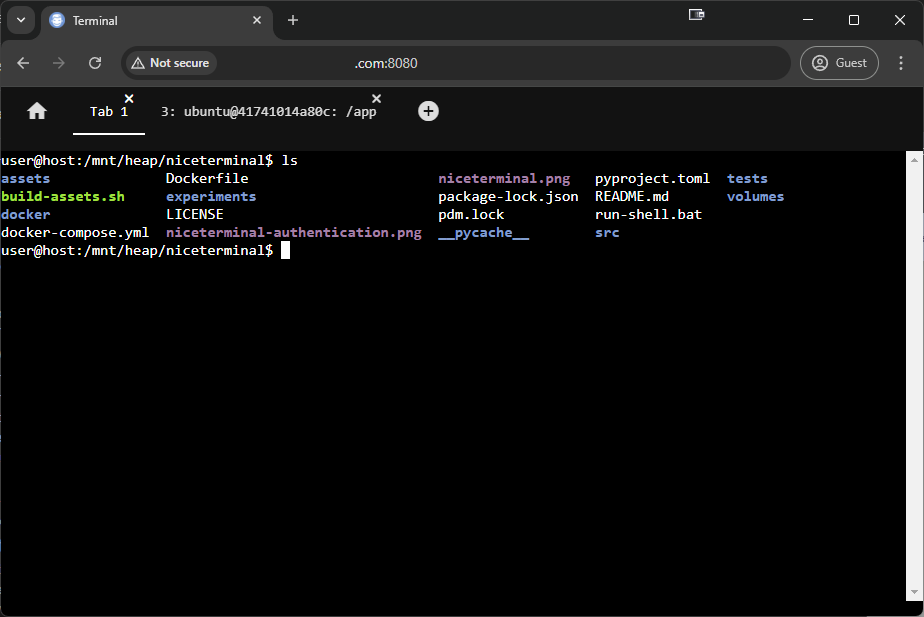 Terminal
Not secure
.com:8080
Guest
Tab 1
3: ubuntu@41741014a80c: /app
user@host:/mnt/heap/niceterminal$ ls
assets Dockerfile niceterminal.png pyproject.toml tests
build-assets.sh experiments package-lock.json README.md volumes
docker LICENSE pdm.lock run-shell.bat
docker-compose.yml niceterminal-authentication.png __pycache__ src
user@host:/mnt/heap/niceterminal$